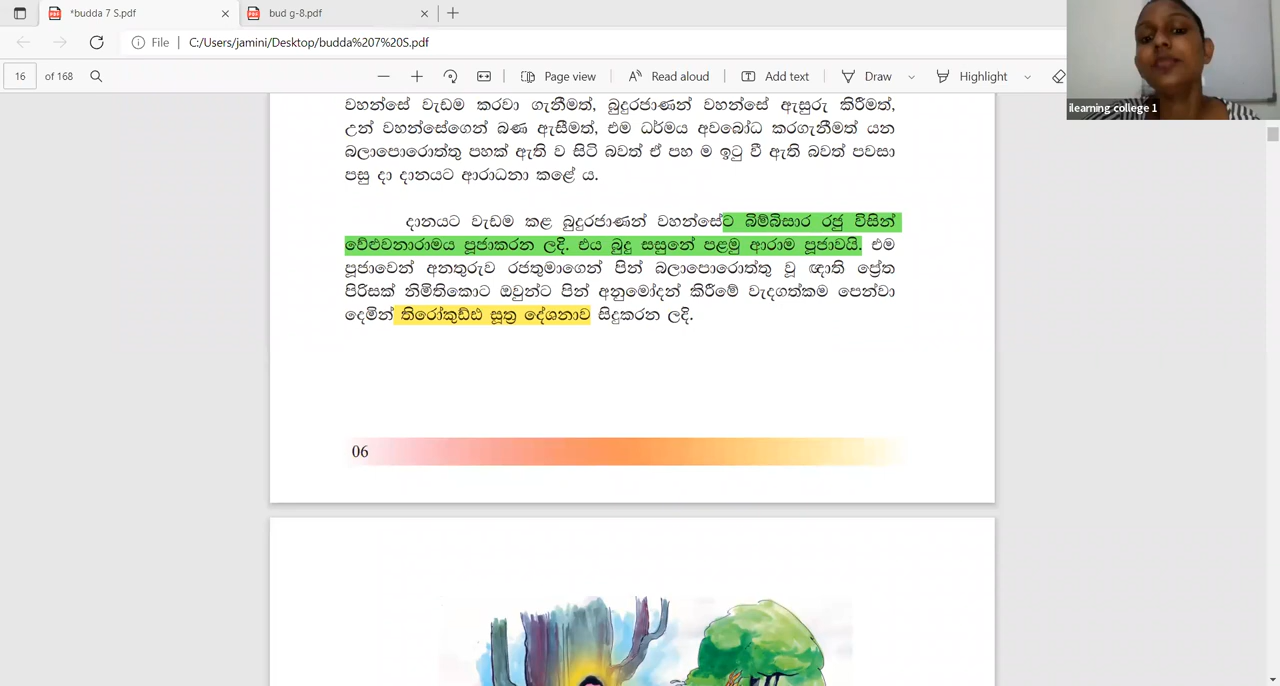 *budda 7 S.pdf
bud g-8.pdf
File
C:/Users/jamini/Desktop/budda%207%20S.pdf
16 of 168
Page view
Read aloud
Add text
Draw
Highlight
ilearning college 1
වහන්සේ වැඩම කරවා ගැනීමත්, බුදුරජාණන් වහන්සේ ඇසුරු කිරීමත්,
උන් වහන්සේගෙන් බණ ඇසීමත්, එම ධර්මය අවබෝධ කරගැනීමත් යන
බලාපොරොත්තු පහක් ඇති ව සිටි බවත් ඒ පහ ම ඉටු වී ඇති බවත් පවසා
පසු දා දානයට ආරාධනා කළේ ය.
දානයට වැඩම කළ බුදුරජාණන් වහන්සේට බිම්බිසාර රජු විසින්
වේළුවනාරාමය පූජාකරන ලදි. එය බුදු සසුනේ පළමු ආරාම පූජාවයි. එම
පූජාවෙන් අනතුරුව රජතුමාගෙන් පින් බලාපොරොත්තු වූ ඥාති ප්‍රේත
පිරිසක් නිමිතිකොට ඔවුන්ට පින් අනුමෝදන් කිරීමේ වැදගත්කම පෙන්වා
දෙමින් තිරෝකුඩ්ඪ සූත්‍ර දේශනාව සිදුකරන ලදි.
06